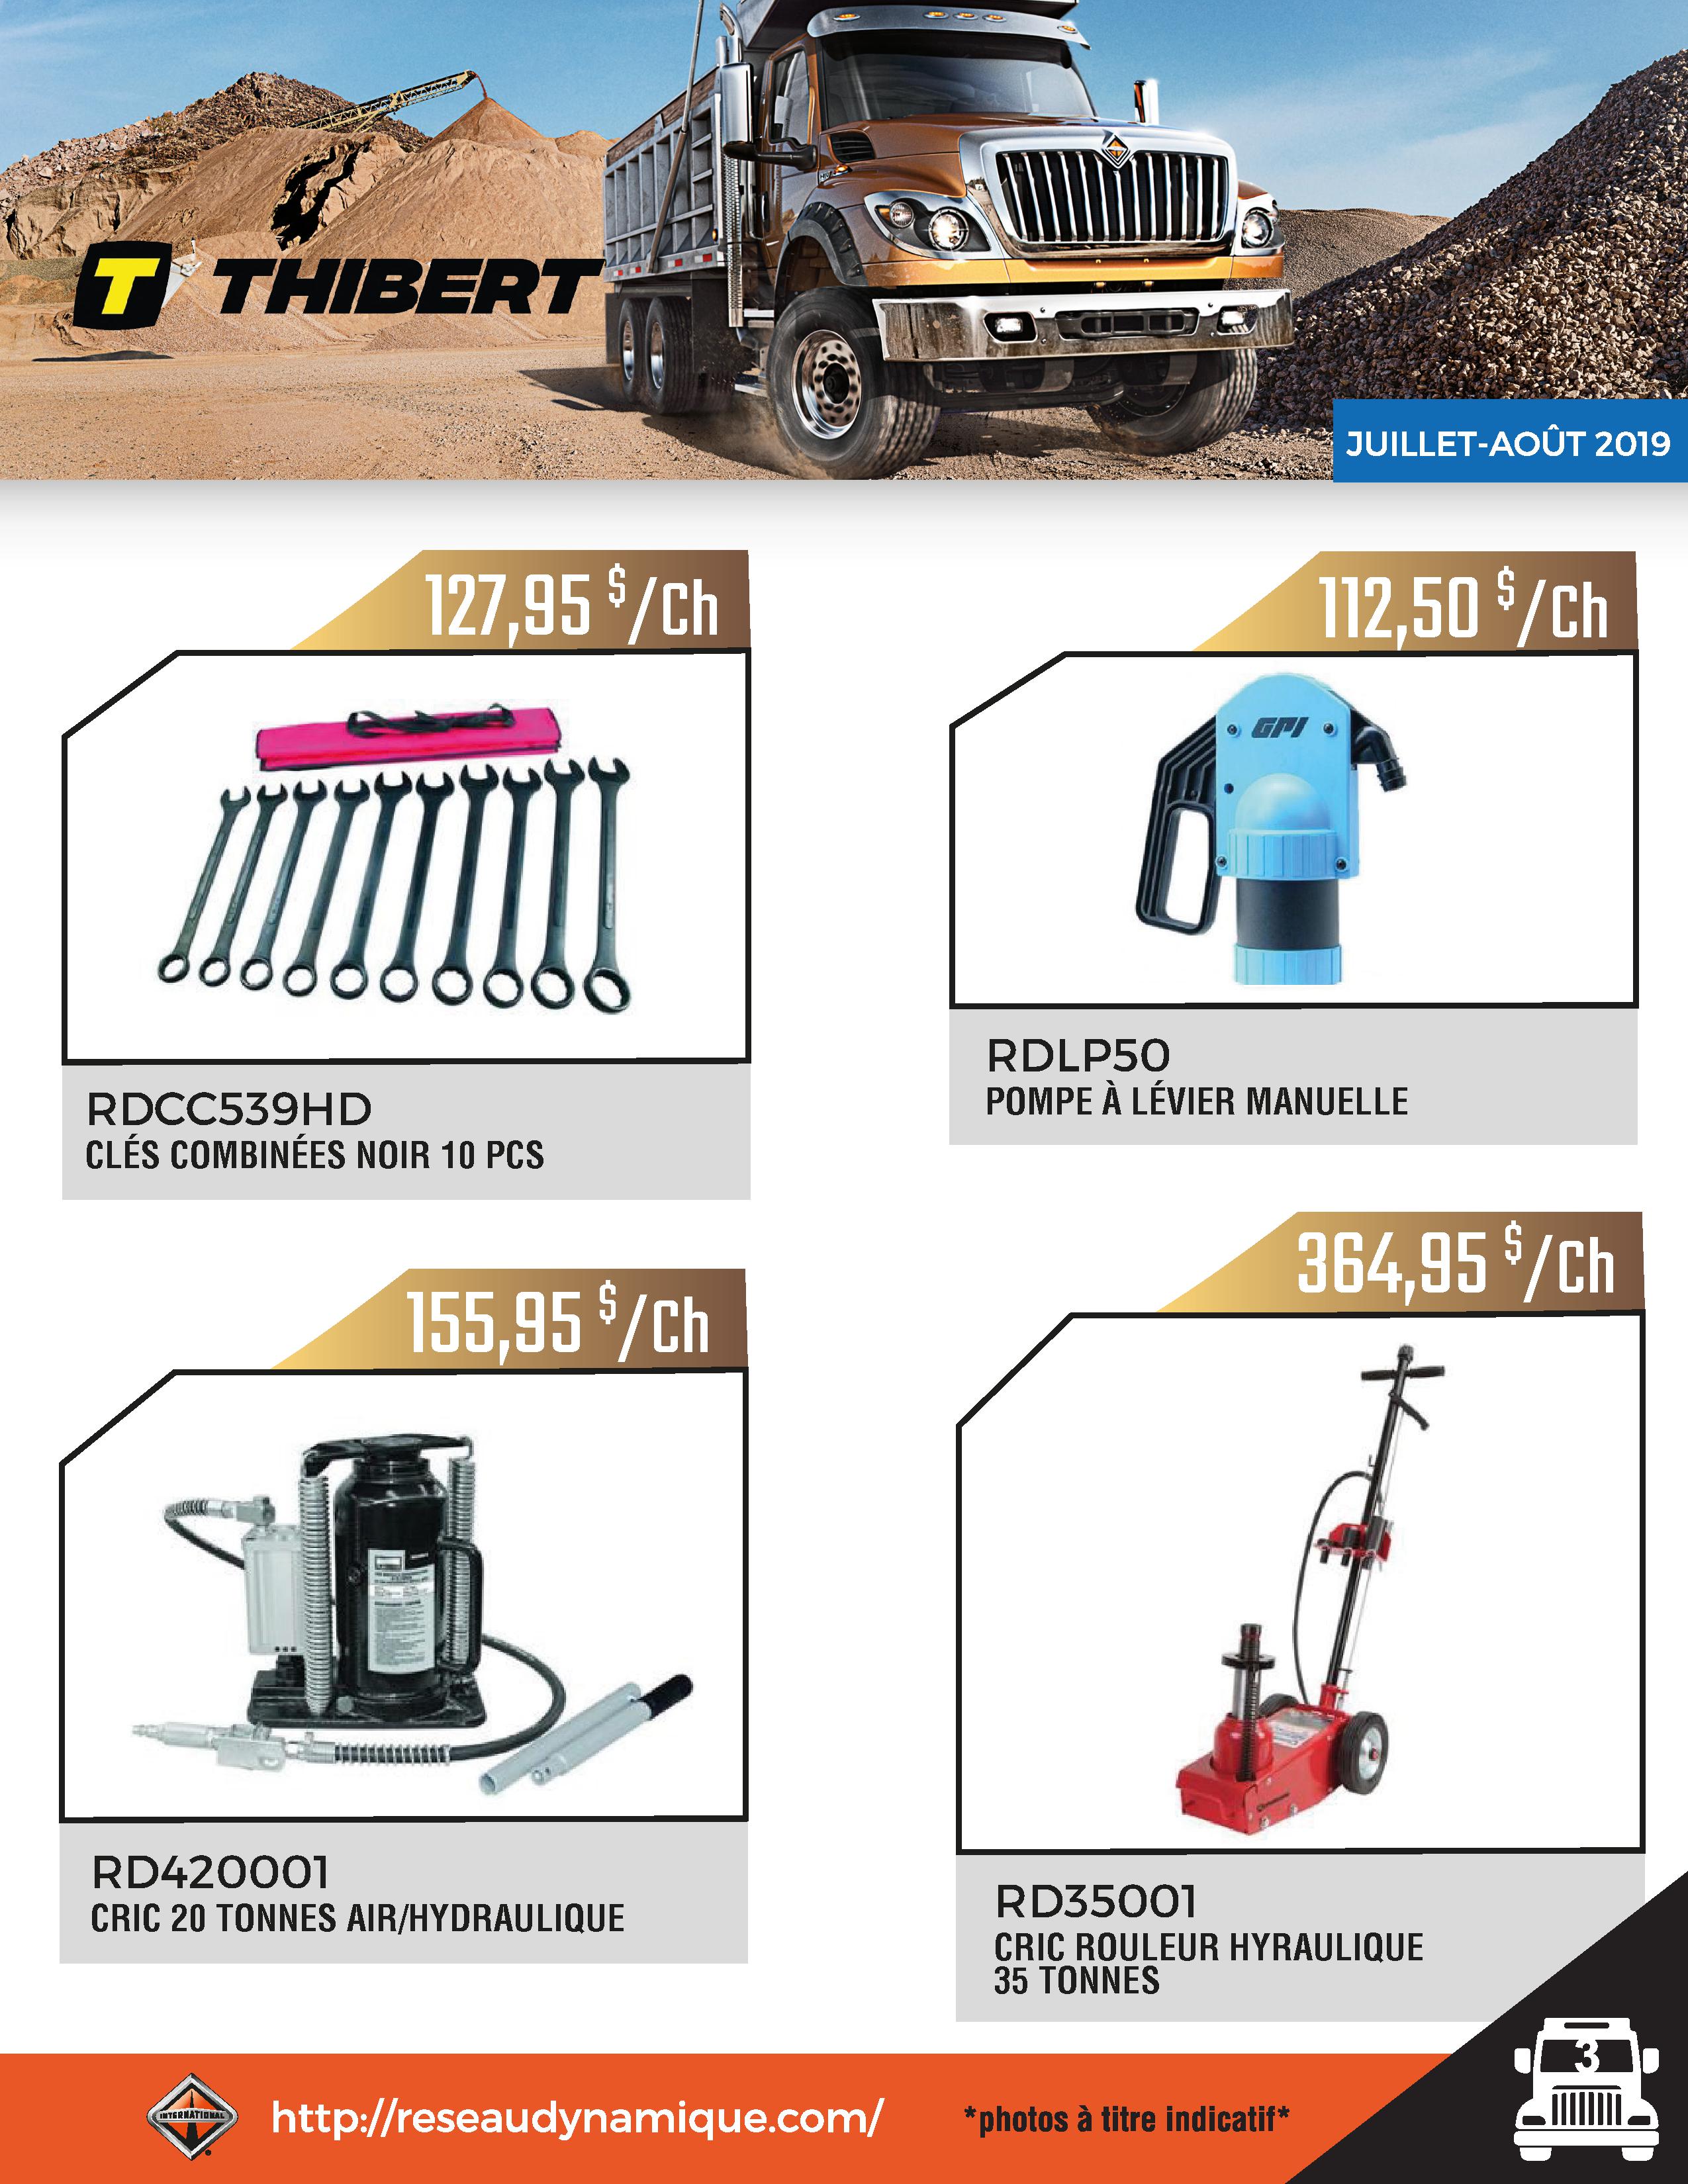 T THIBERT
JUILLET-AOÛT 2019
127,95 $/Ch
112,50 $/Ch
GPI
RDCC539HD
CLÉS COMBINÉES NOIR 10 PCS
RDLP50
POMPE À LÉVIER MANUELLE
155,95 $/Ch
364,95 $/Ch
RD420001
CRIC 20 TONNES AIR/HYDRAULIQUE
RD35001
CRIC ROULEUR HYRAULIQUE
35 TONNES
INTERNATIONAL
http://reseaudynamique.com/
*photos à titre indicatif*
3